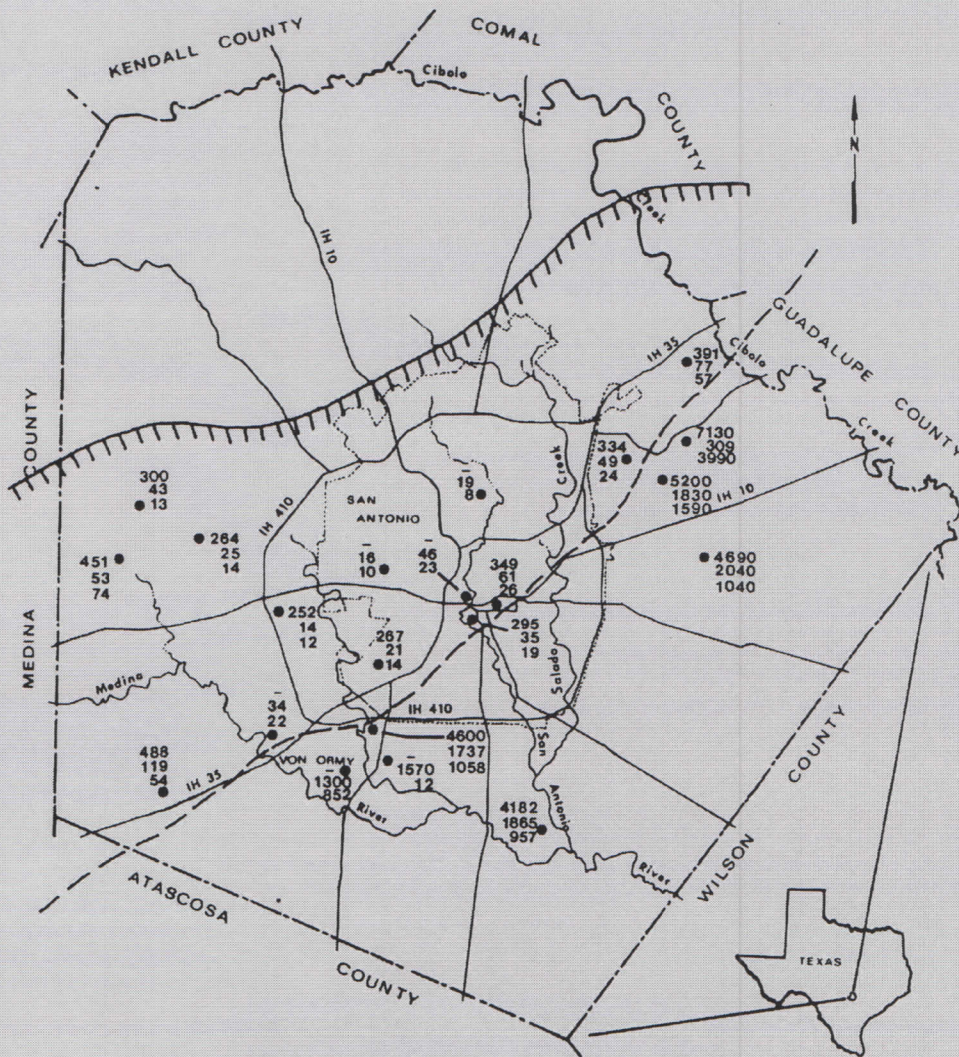 KENDALL COUNTY
COMAL
COUNTY
Cibolo
Creek
N
IH 10
GUADALUPE
COUNTY
Cibolo
Creek
IH 35
391
77
57
7130
309
3990
334
49
24
5200
1830
1590
IH 10
4690
2040
1040
COUNTY
MEDINA
300
43
13
264
25
14
451
53
74
IH 410
SAN
ANTONIO
–
19
8
Creek
–
16
10
–
46
23
349
61
26
252
14
12
267
21
14
295
35
19
Salado
Medina
–
34
22
IH 410
4600
1737
1058
San
488
119
54
IH 35
VON ORMY
–
1300
852
–
1570
12
River
4182
1865
957
Antonio
River
COUNTY
WILSON
ATASCOSA
COUNTY
TEXAS